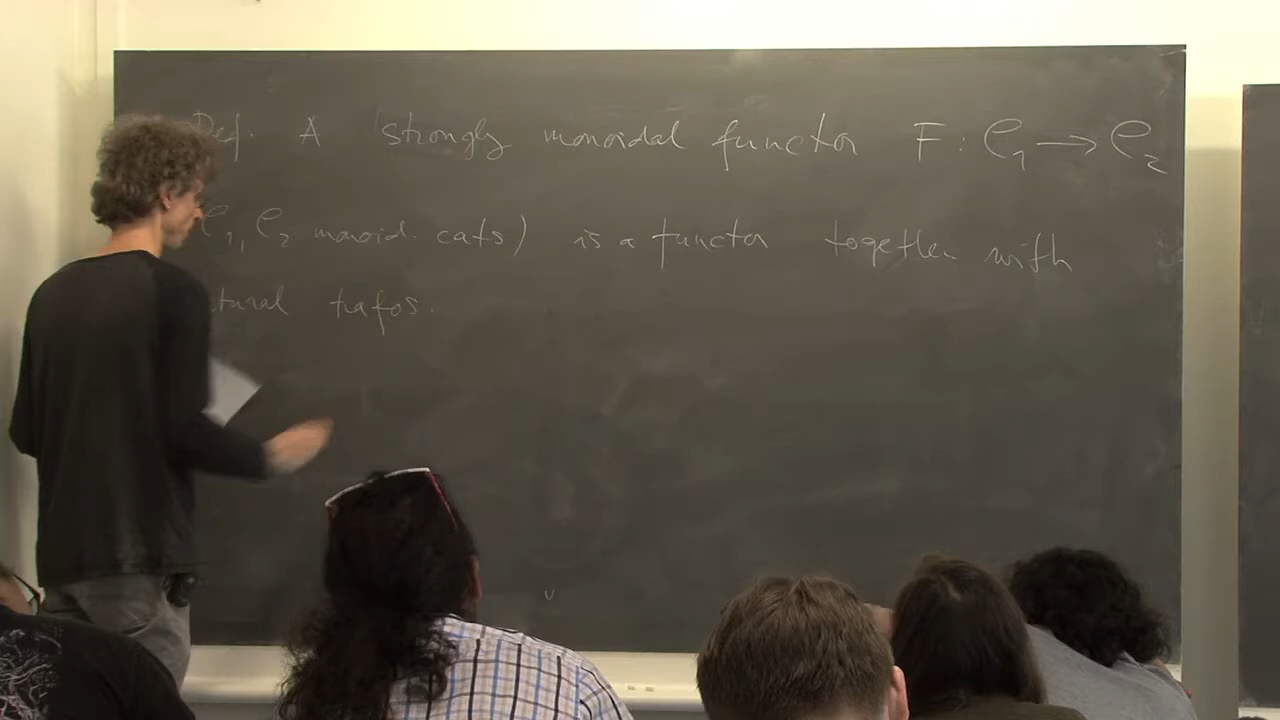 Def. A strongly monoidal functor F: C₁ → C₂
C₁, C₂ monoid. cats) is a functor together with
tural trafos.